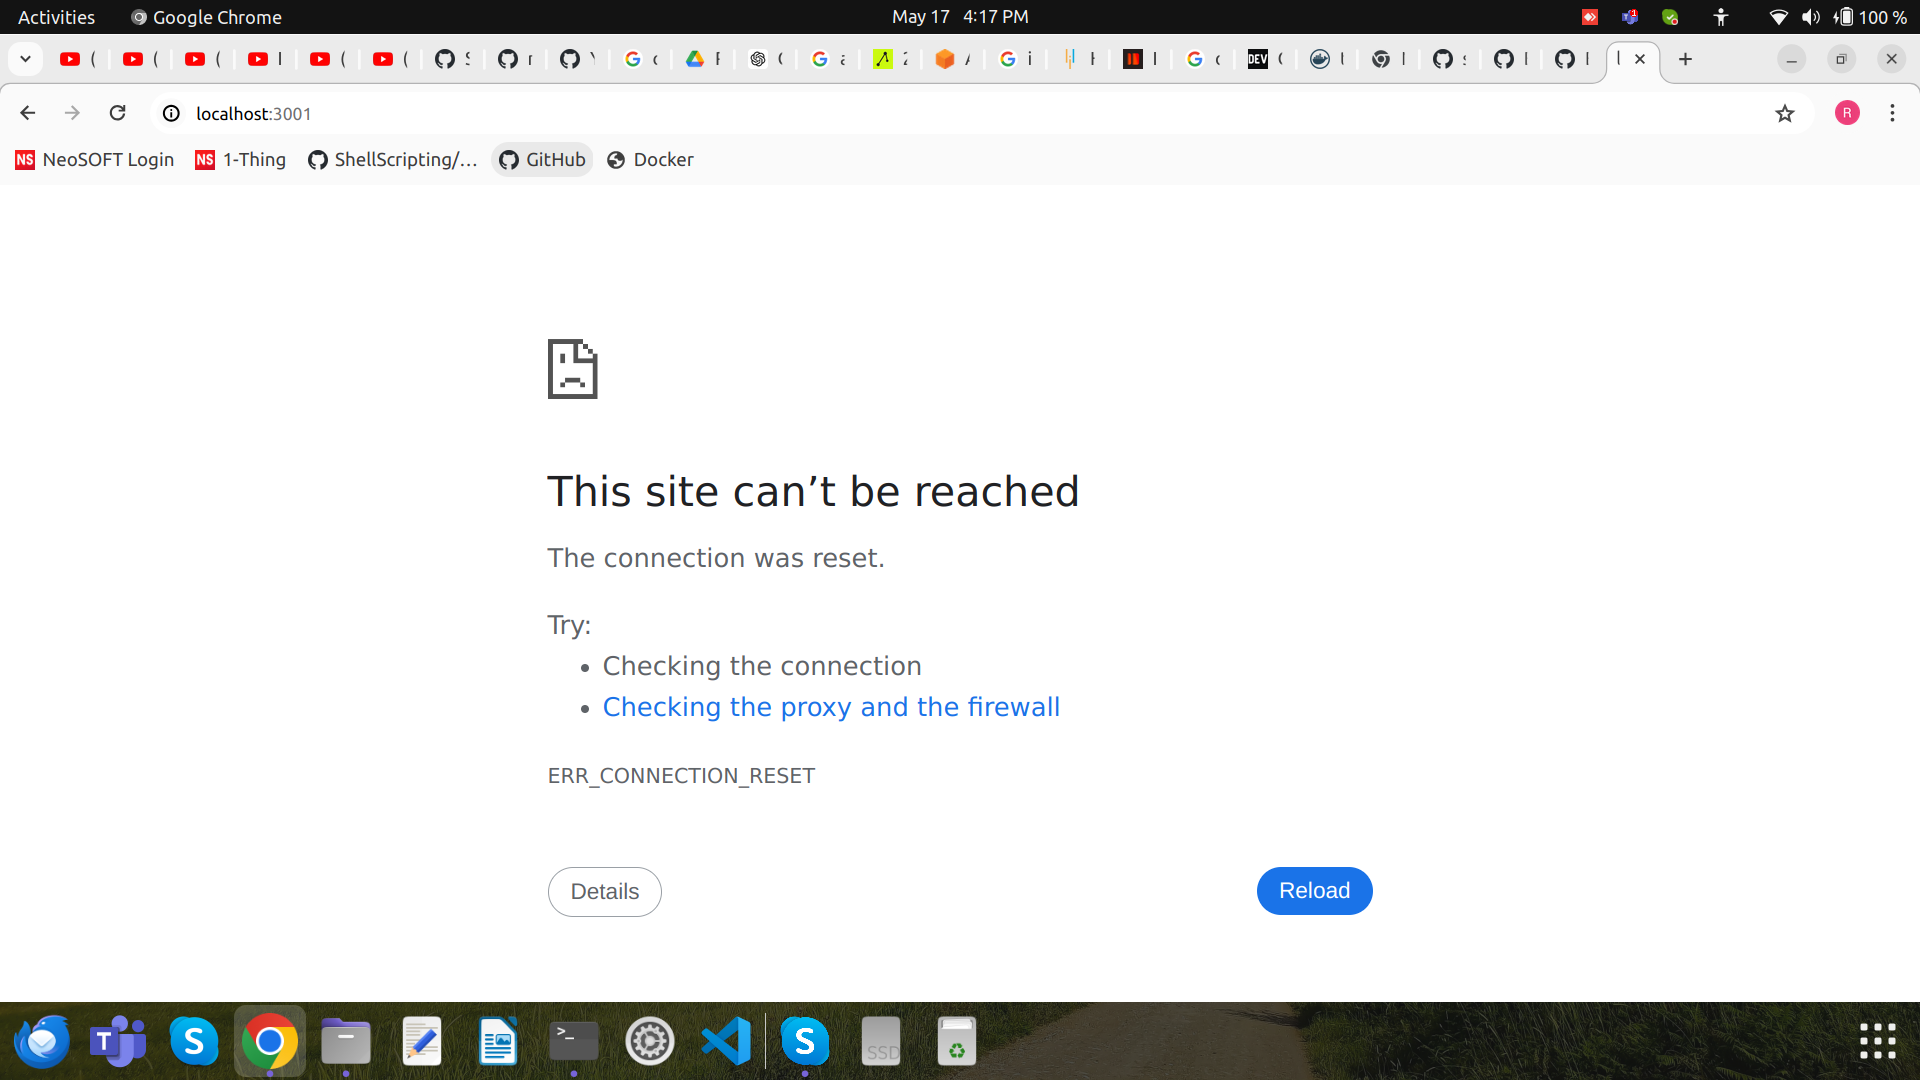 Activities
Google Chrome
May 17 4:17 PM
100 %
localhost:3001
R
NS NeoSOFT Login
NS 1-Thing
ShellScripting/...
GitHub
Docker
This site can’t be reached
The connection was reset.
Try:
• Checking the connection
• Checking the proxy and the firewall
ERR_CONNECTION_RESET
Details
Reload
SSD